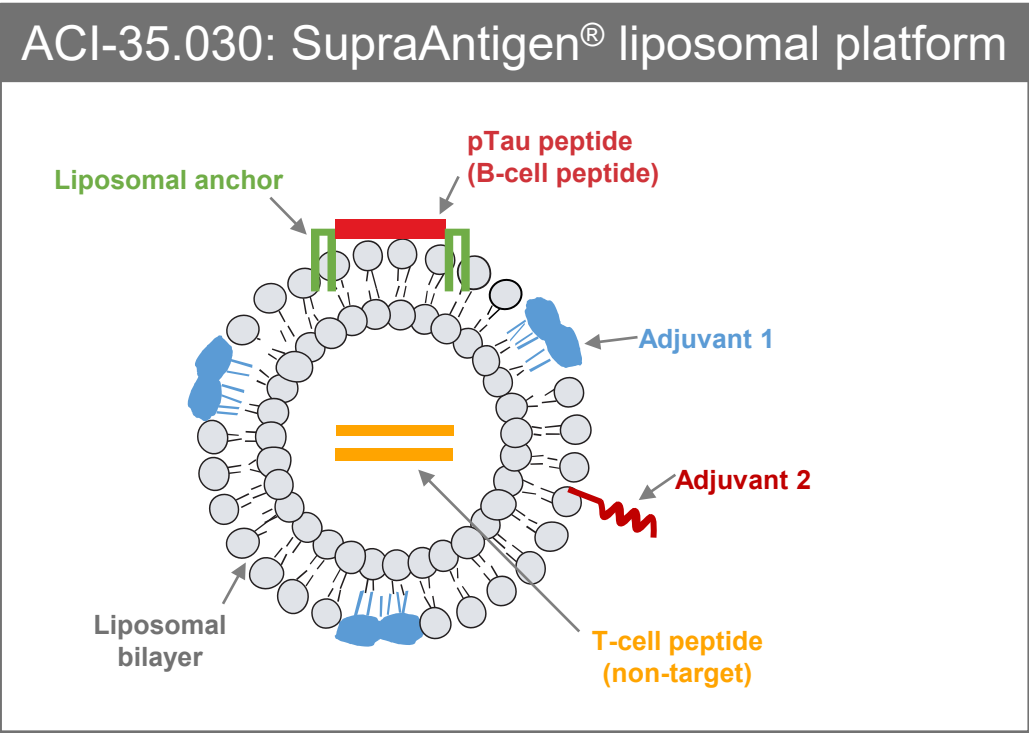 ACI-35.030: SupraAntigen® liposomal platform
pTau peptide
(B-cell peptide)
Liposomal anchor
Adjuvant 1
Adjuvant 2
Liposomal
bilayer
T-cell peptide
(non-target)